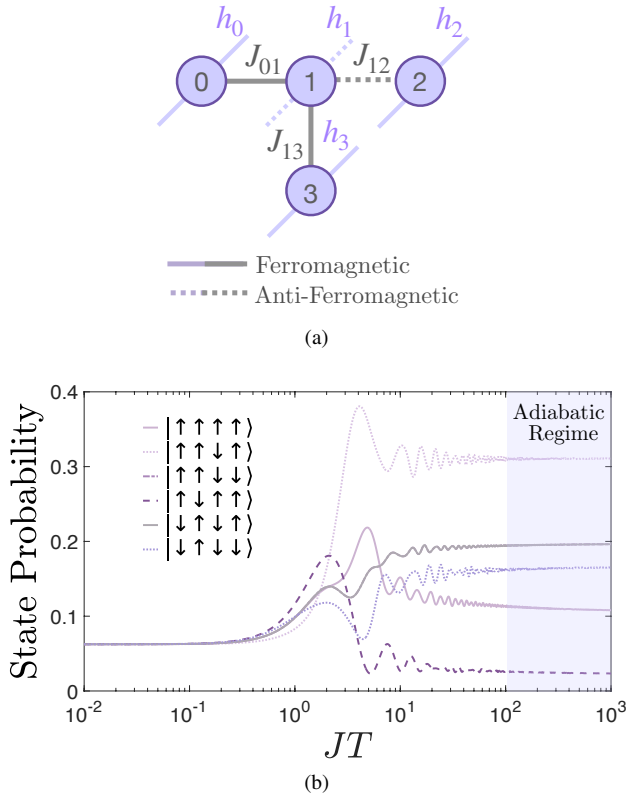 h₀ h₁ h₂
J₀₁ J₁₂
0 1 2
J₁₃ h₃
3
Ferromagnetic
Anti-Ferromagnetic
(a)
State Probability
0.4
0.3
0.2
0.1
0
|↑ ↑ ↑ ↑⟩
|↑ ↑ ↓ ↑⟩
|↑ ↑ ↓ ↓⟩
|↑ ↓ ↑ ↑⟩
|↓ ↑ ↓ ↑⟩
|↓ ↑ ↓ ↓⟩
Adiabatic
Regime
10⁻² 10⁻¹ 10⁰ 10¹ 10² 10³
JT
(b)